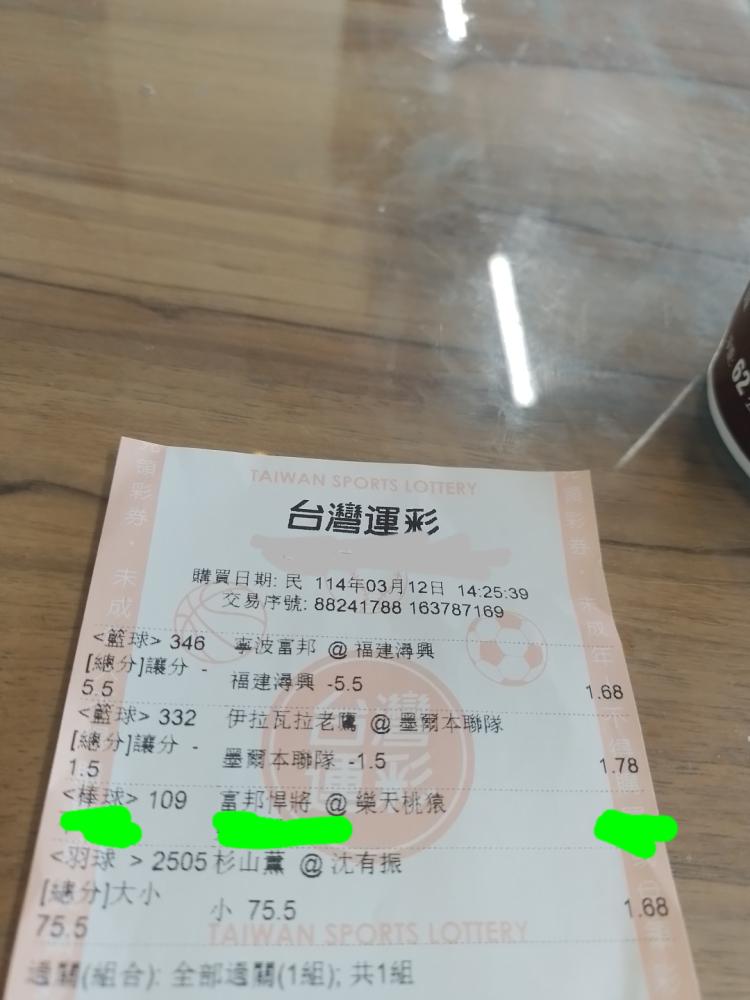 TAIWAN SPORTS LOTTERY
台灣運彩
購買日期: 民 114年03月12日 14:25:39
交易序號: 88241788 163787169
<籃球> 346 寧波富邦 @ 福建潯興
[總分]讓分 - 福建潯興 -5.5 1.68
5.5
<籃球> 332 伊拉瓦拉老鷹 @ 墨爾本聯隊
[總分]讓分 - 墨爾本聯隊 -1.5 1.78
1.5
<棒球> 109 富邦悍將 @ 樂天桃猿
<羽球 > 2505 杉山薰 @ 沈有振
[總分]大小 小 75.5 1.68
75.5
TAIWAN SPORTS LOTTERY
過關(組合): 全部過關(1組); 共1組
62